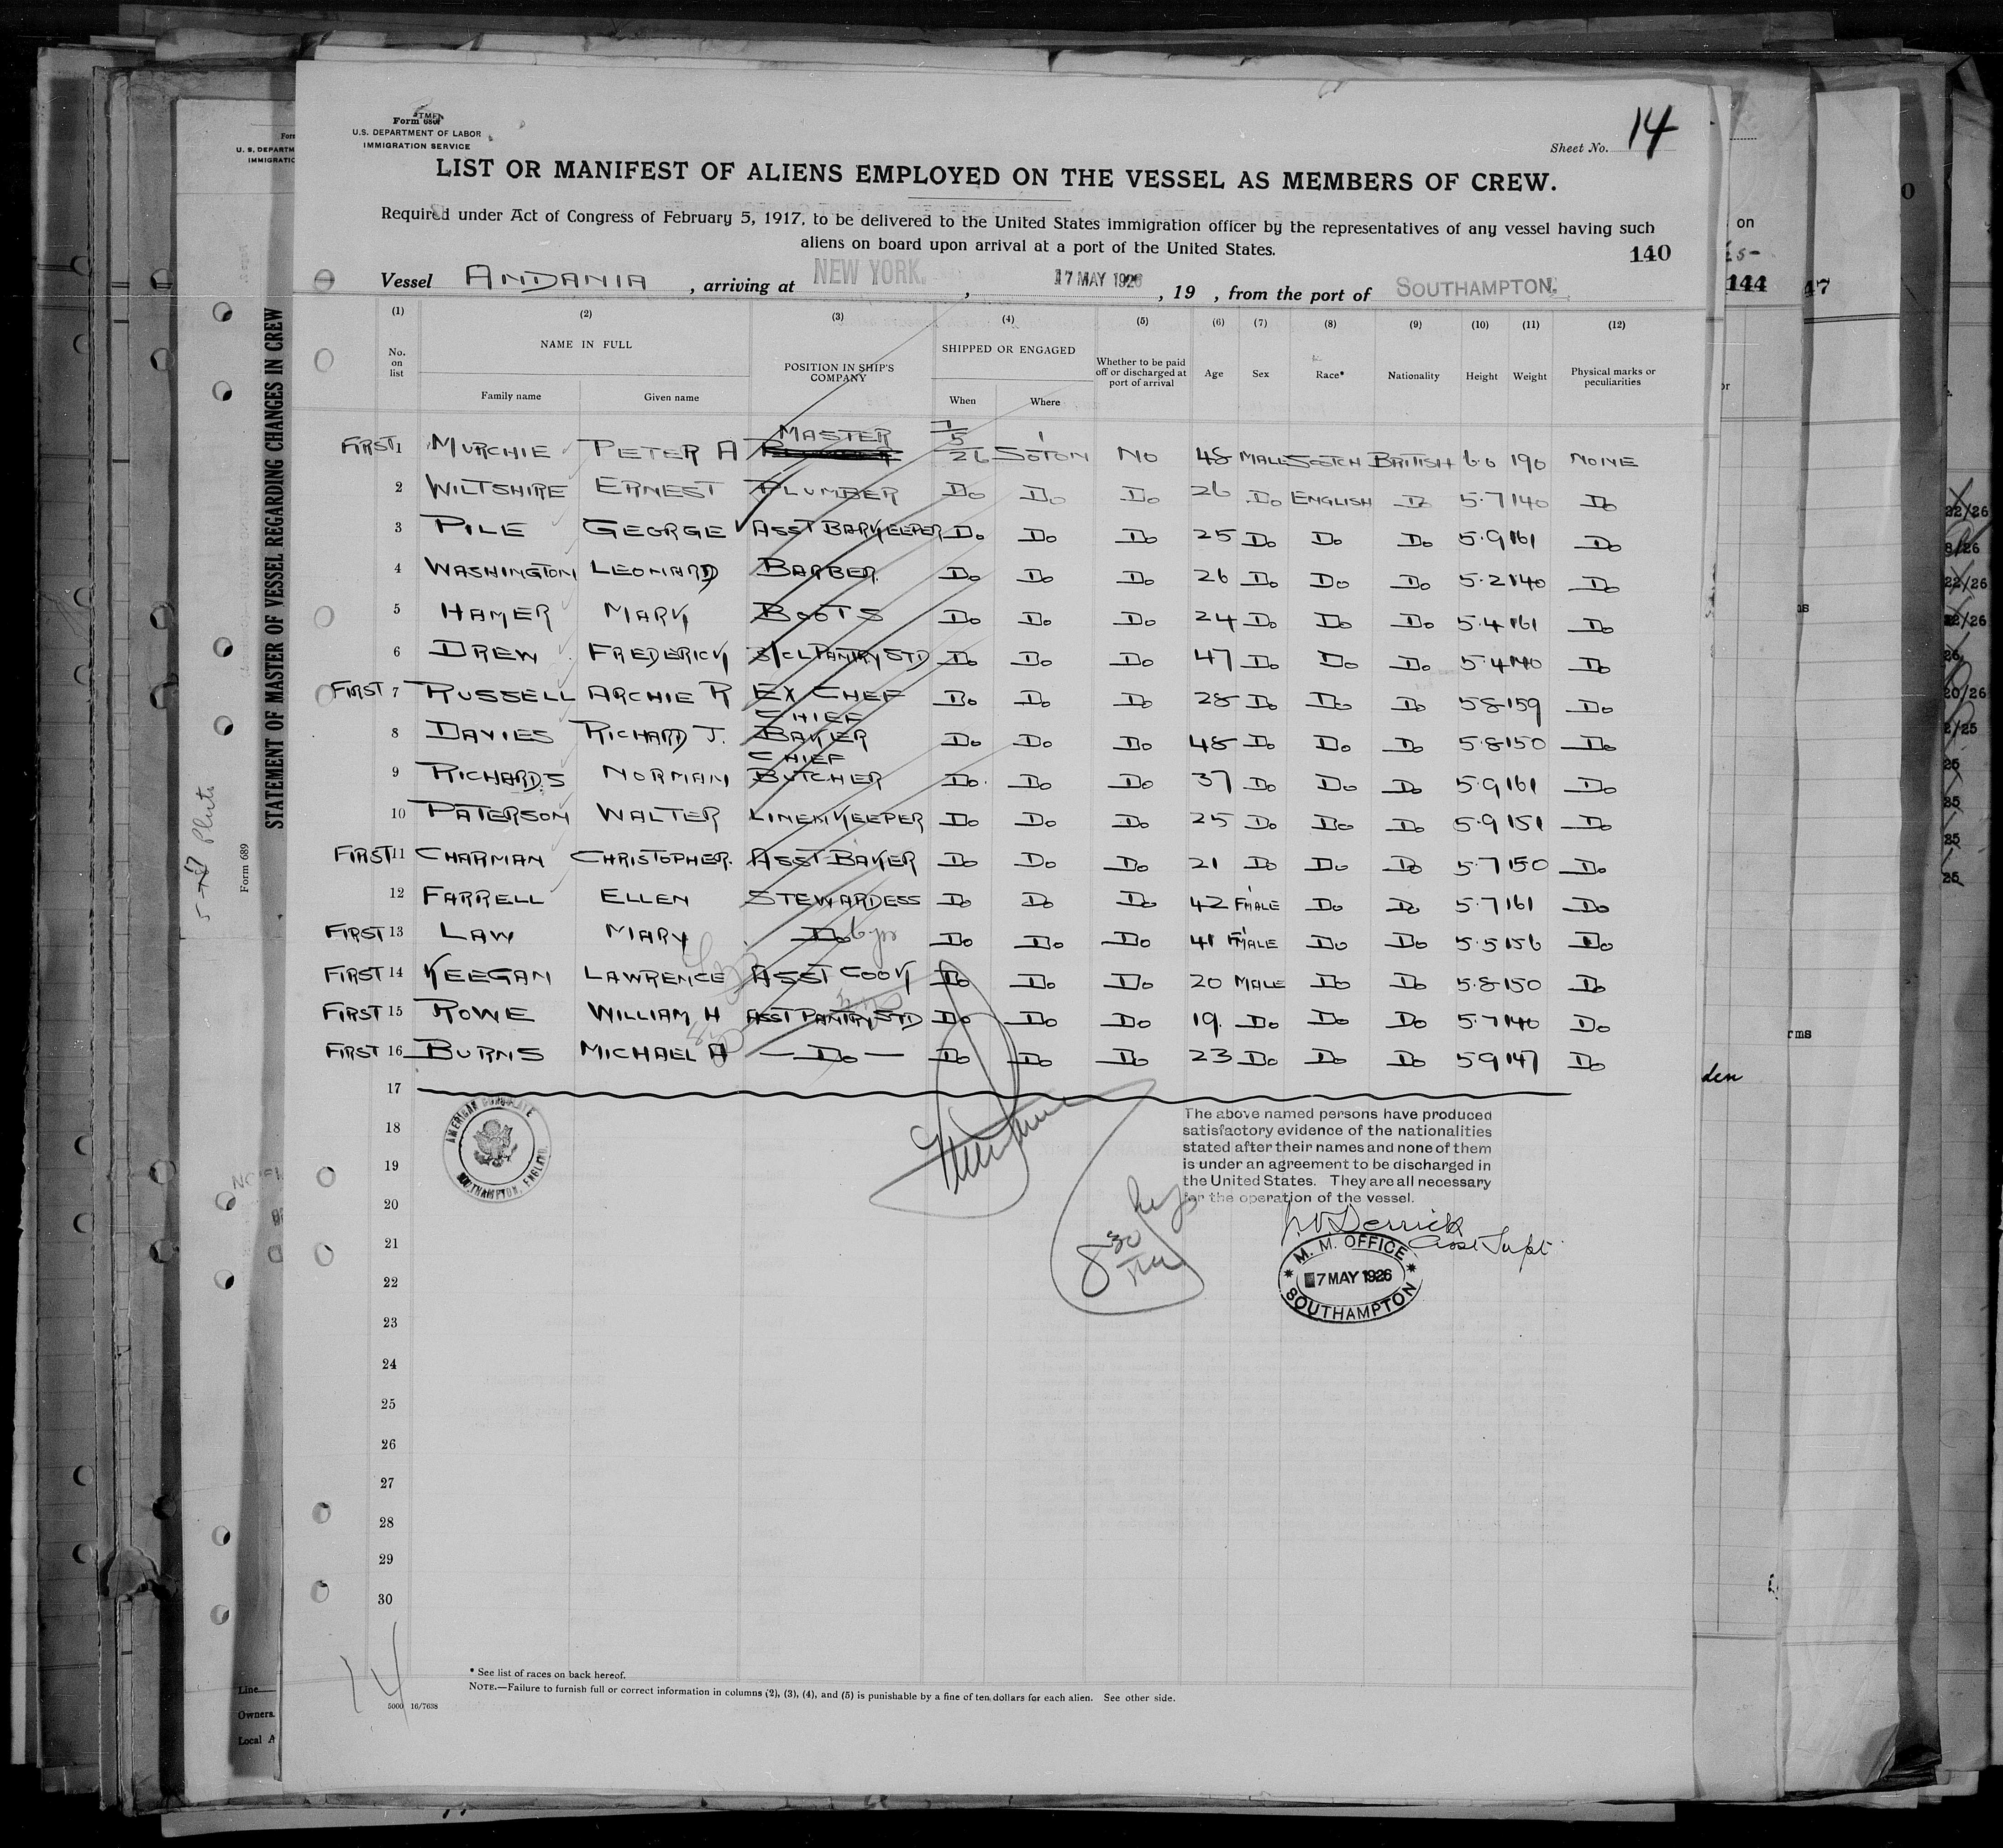 Form 680
U.S. DEPARTMENT OF LABOR
IMMIGRATION SERVICE
Sheet No. 14
LIST OR MANIFEST OF ALIENS EMPLOYED ON THE VESSEL AS MEMBERS OF CREW.
Required under Act of Congress of February 5, 1917, to be delivered to the United States immigration officer by the representatives of any vessel having such
aliens on board upon arrival at a port of the United States.
140
Vessel ANDANIA, arriving at NEW YORK., 17 MAY 1926, 19 , from the port of SOUTHAMPTON.
(1) (2) (3) (4) (5) (6) (7) (8) (9) (10) (11) (12)
No. on list NAME IN FULL POSITION IN SHIP'S COMPANY SHIPPED OR ENGAGED Whether to be paid off or discharged at port of arrival Age Sex Race* Nationality Height Weight Physical marks or peculiarities
Family name Given name When Where
FIRST 1 MURCHIE PETER A MASTER 7/5/26 SOTON NO 48 MALE SCOTCH BRITISH 6.0 190 NONE
2 WILTSHIRE ERNEST PLUMBER Do Do Do 26 Do ENGLISH Do 5.7 140 Do
3 PILE GEORGE ASST BARKEEPER Do Do Do 25 Do Do Do 5.9 161 Do
4 WASHINGTON LEONARD BARBER Do Do Do 26 Do Do Do 5.2 140 Do
5 HAMER MARK BOOTS Do Do Do 24 Do Do Do 5.4 161 Do
6 DREW FREDERICK 3/CL PANTRY STD Do Do Do 47 Do Do Do 5.4 140 Do
FIRST 7 RUSSELL ARCHIE R EX CHEF Do Do Do 28 Do Do Do 5 8 159 Do
8 DAVIES RICHARD J. CHIEF BAKER Do Do Do 48 Do Do Do 5.8 150 Do
9 RICHARDS NORMAN CHIEF BUTCHER Do Do Do 37 Do Do Do 5.9 161 Do
10 PATERSON WALTER LINENKEEPER Do Do Do 25 Do Do Do 5.9 151 Do
FIRST 11 CHARMAN CHRISTOPHER. ASST BAKER Do Do Do 21 Do Do Do 5.7 150 Do
12 FARRELL ELLEN STEWARDESS Do Do Do 42 FMALE Do Do 5.7 161 Do
FIRST 13 LAW MARY Do 6 yrs Do Do Do 41 FMALE Do Do 5.5 156 Do
FIRST 14 KEEGAN LAWRENCE ASST COOK Do Do Do 20 MALE Do Do 5.8 150 Do
FIRST 15 ROWE WILLIAM H ASST PANTRY STD Do Do Do 19. Do Do Do 5.7 140 Do
FIRST 16 BURNS MICHAEL A — Do — Do Do Do 23 Do Do Do 5 9 147 Do
17
18
19
20
21
22
23
24
25
26
27
28
29
30
AMERICAN CONSULATE
SOUTHAMPTON, ENGLAND.
The above named persons have produced
satisfactory evidence of the nationalities
stated after their names and none of them
is under an agreement to be discharged in
the United States. They are all necessary
for the operation of the vessel.
Derrick
Asst Supt
M. M. OFFICE
7 MAY 1926
SOUTHAMPTON
8 30
14
* See list of races on back hereof.
NOTE.—Failure to furnish full or correct information in columns (2), (3), (4), and (5) is punishable by a fine of ten dollars for each alien. See other side.
5000 16/7638
STATEMENT OF MASTER OF VESSEL REGARDING CHANGES IN CREW
Form 689
U. S. DEPARTM
IMMIGRATIO
Line
Owners
Local A
on
144
47
den
rms